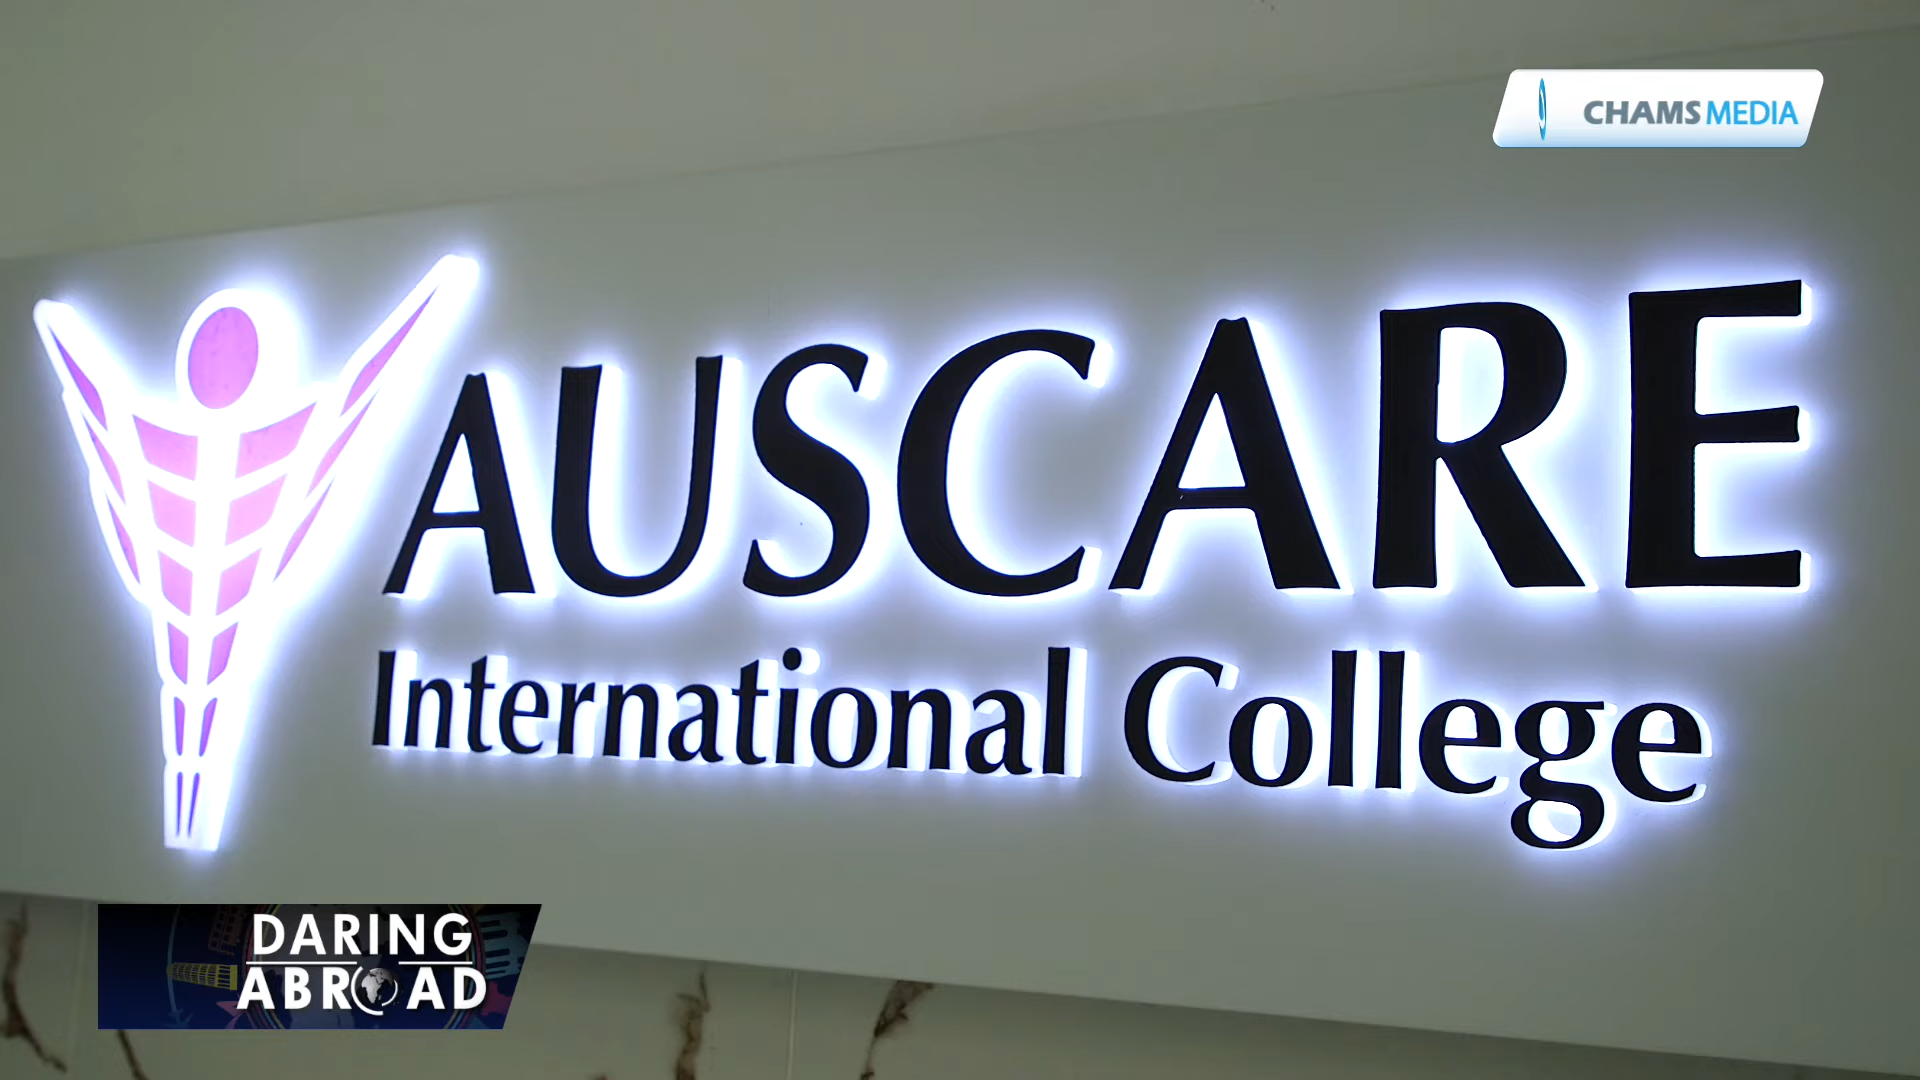 CHAMS MEDIA
AUSCARE
International College
DARING
ABROAD